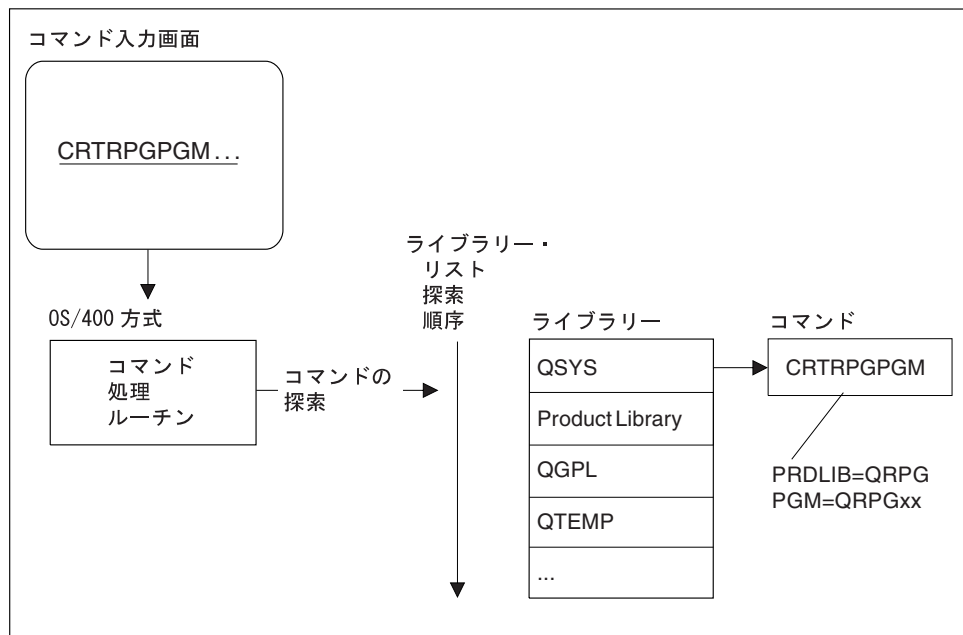 コマンド入力画面
CRTRPGPGM...
OS/400 方式
コマンド
処理
ルーチン
コマンドの
探索
ライブラリー・
リスト
探索
順序
ライブラリー
QSYS
Product Library
QGPL
QTEMP
...
コマンド
CRTRPGPGM
PRDLIB=QRPG
PGM=QRPGxx